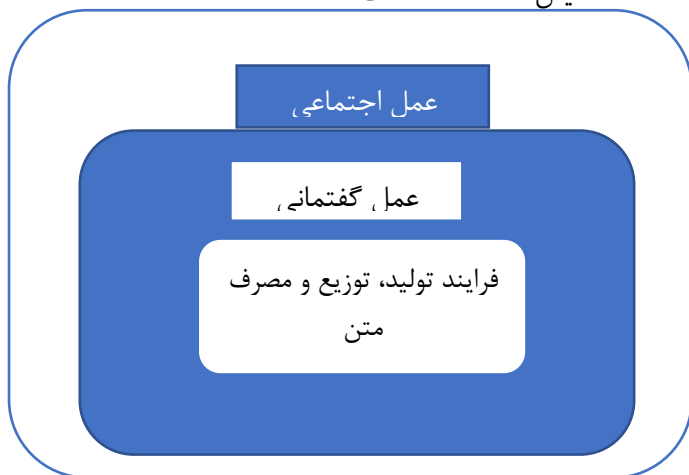 عمل اجتماعی
عمل گفتمانی
فرایند تولید، توزیع و مصرف
متن